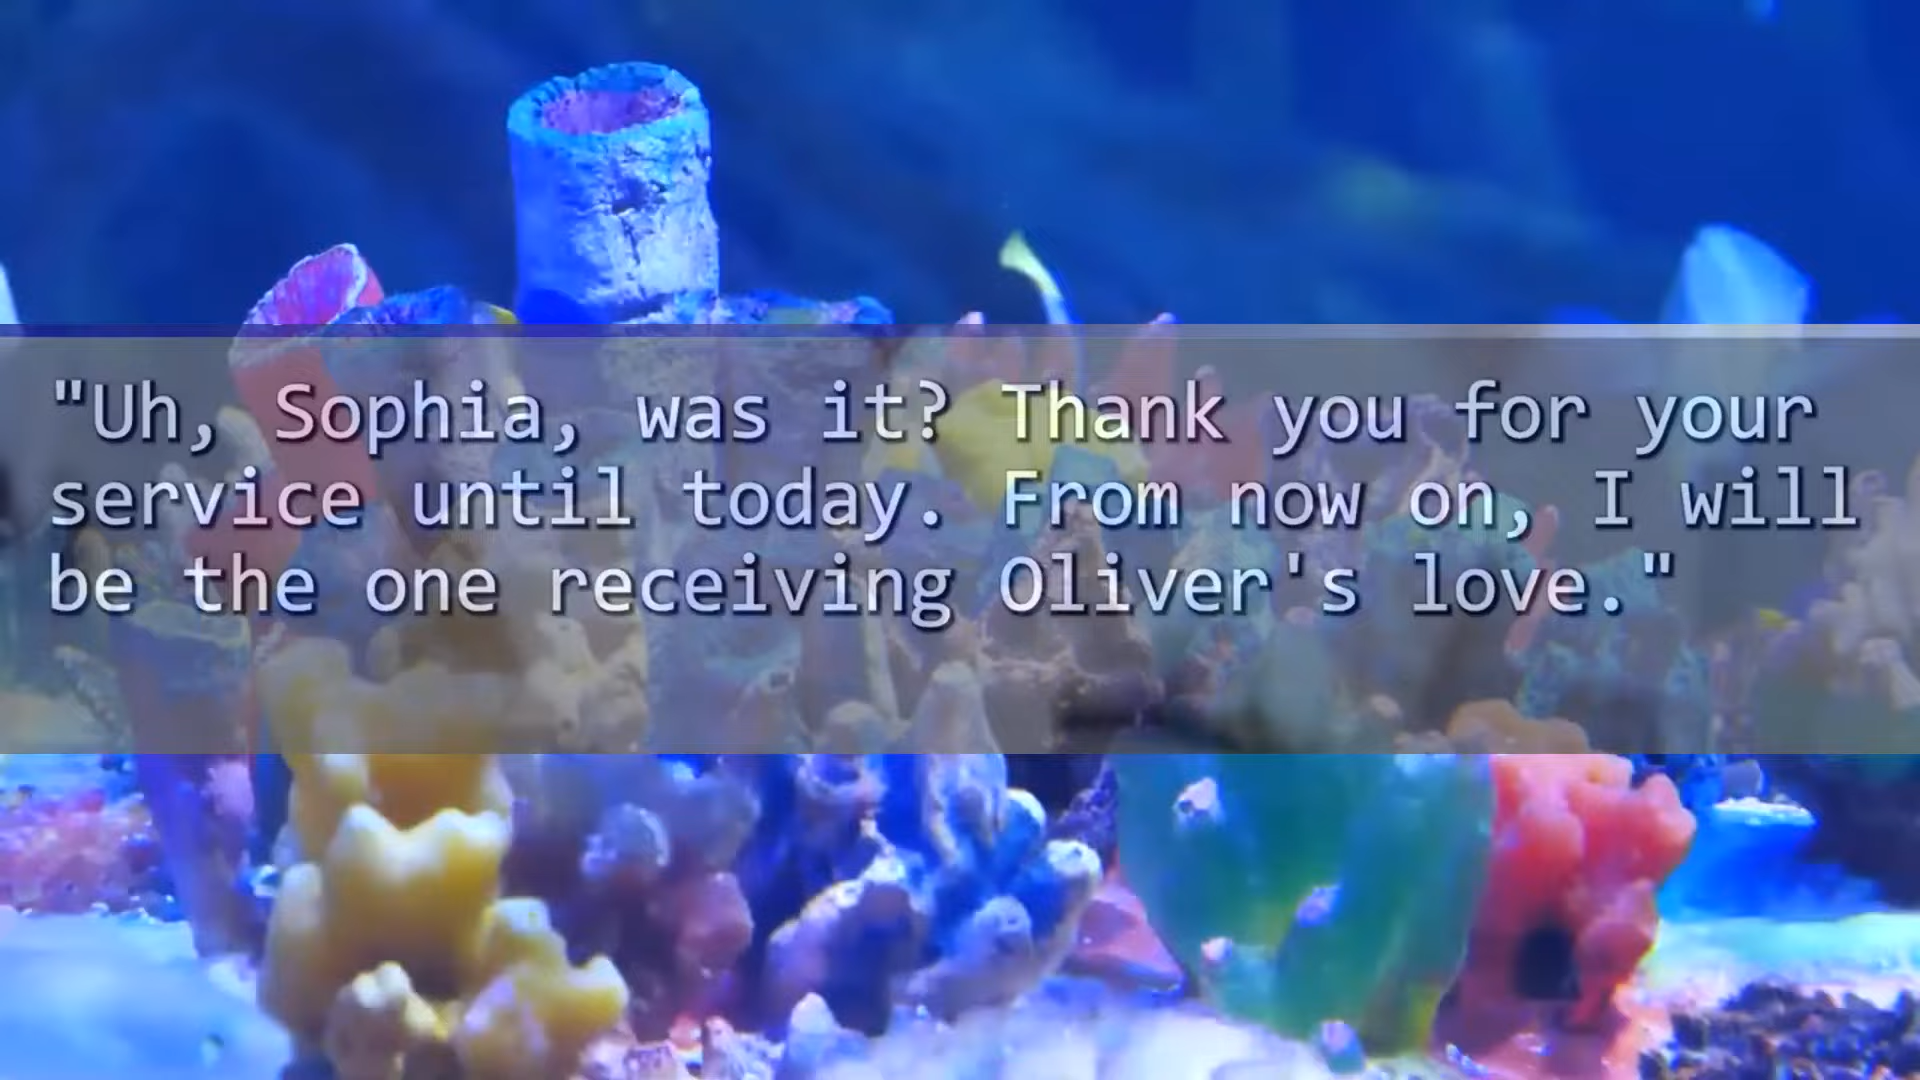 "Uh, Sophia, was it? Thank you for your
service until today. From now on, I will
be the one receiving Oliver's love."